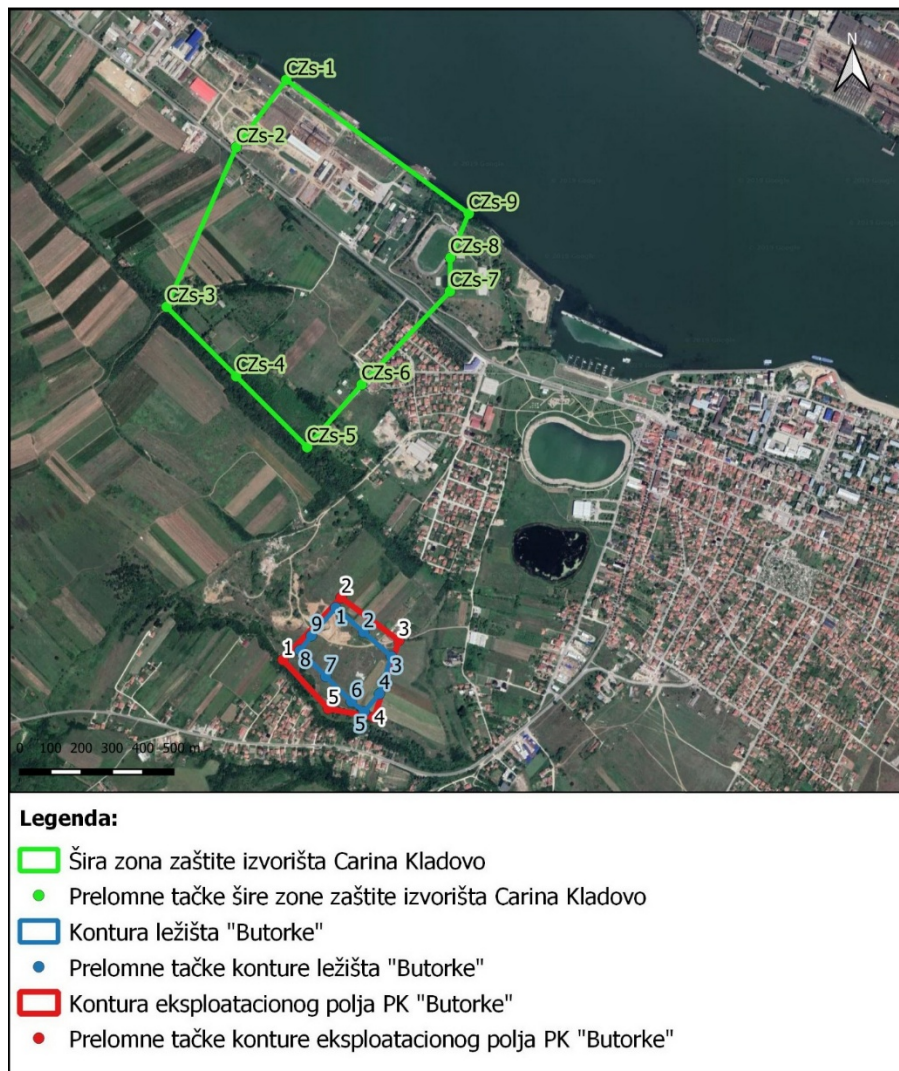 N
CZs-1
CZs-2
CZs-9
CZs-8
CZs-7
CZs-3
CZs-4
CZs-6
CZs-5
2
1
2
9
3
1
8
3
7
4
6
5
4
5
0 100 200 300 400 500 m
Legenda:
Šira zona zaštite izvorišta Carina Kladovo
Prelomne tačke šire zone zaštite izvorišta Carina Kladovo
Kontura ležišta "Butorke"
Prelomne tačke konture ležišta "Butorke"
Kontura eksploatacionog polja PK "Butorke"
Prelomne tačke konture eksploatacionog polja PK "Butorke"